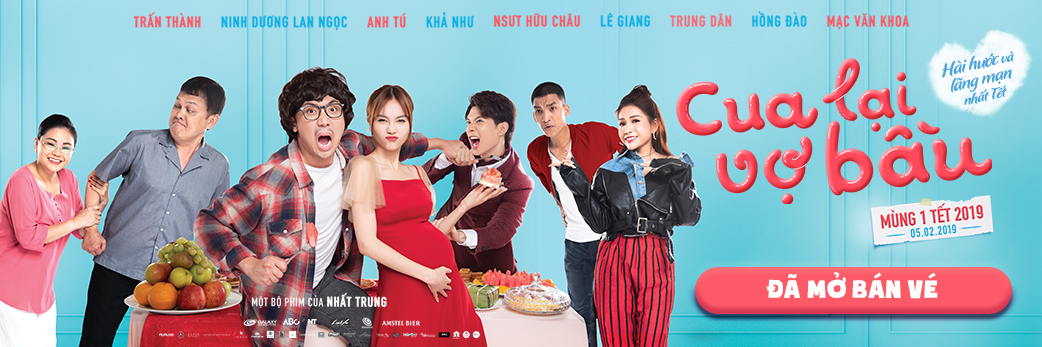 TRẤN THÀNH NINH DƯƠNG LAN NGỌC ANH TÚ KHẢ NHƯ NSƯT HỮU CHÂU LÊ GIANG TRUNG DÂN HỒNG ĐÀO MẠC VĂN KHOA
Hài hước và
lãng mạn
nhất Tết
Cua lại
vợ bầu
MÙNG 1 TẾT 2019
05.02.2019
ĐÃ MỞ BÁN VÉ
MỘT BỘ PHIM CỦA NHẤT TRUNG
GALAXY ABC NT AMSTEL BIER